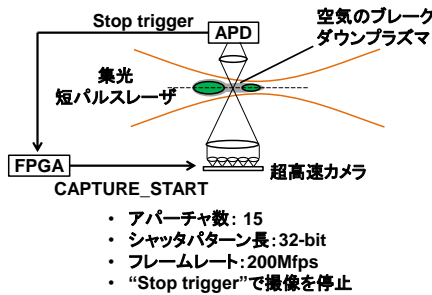 Stop trigger
APD
空気のブレーク
ダウンプラズマ
集光
短パルスレーザ
FPGA
CAPTURE_START
超高速カメラ
• アパーチャ数: 15
• シャッタパターン長:32-bit
• フレームレート:200Mfps
• “Stop trigger”で撮像を停止